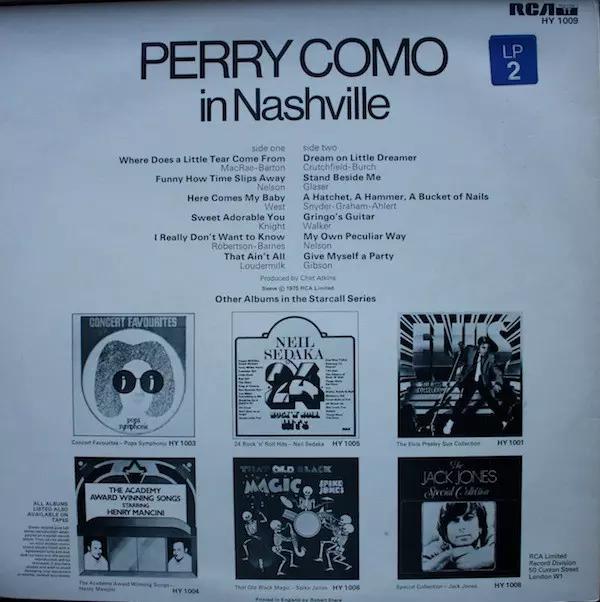 RCA
HY 1009
PERRY COMO
in Nashville
LP
2
side one
Where Does a Little Tear Come From
MacRae-Barton
Funny How Time Slips Away
Nelson
Here Comes My Baby
West
Sweet Adorable You
Knight
I Really Don't Want to Know
Robertson-Barnes
That Ain't All
Loudermilk
side two
Dream on Little Dreamer
Crutchfield-Burch
Stand Beside Me
Glaser
A Hatchet, A Hammer, A Bucket of Nails
Snyder-Graham-Ahlert
Gringo's Guitar
Walker
My Own Peculiar Way
Nelson
Give Myself a Party
Gibson
Produced by Chet Atkins
Sleeve © 1975 RCA Limited
Other Albums in the Starcall Series
CONCERT FAVOURITES
pops
symphonic
Concert Favourites - Pops Symphonic HY 1003
NEIL
SEDAKA
24
ROCK'N'ROLL
HITS
24 Rock 'n' Roll Hits - Neil Sedaka HY 1005
ELVIS
The Elvis Presley Sun Collection HY 1001
ALL ALBUMS
LISTED ALSO
AVAILABLE ON
TAPES
THE ACADEMY
AWARD WINNING SONGS
STARRING
HENRY MANCINI
The Academy Award Winning Songs -
Henry Mancini HY 1004
THAT OLD BLACK
MAGIC SPIKE
JONES
That Old Black Magic - Spike Jones HY 1006
The
JACK JONES
Special Collection
Special Collection - Jack Jones HY 1008
RCA Limited
Record Division
50 Curzon Street
London W1
Printed in England by Robert Stace